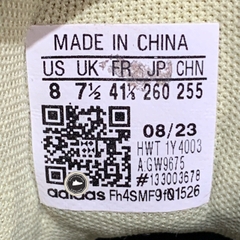 MADE IN CHINA
US UK FR JP CHN
8 7½ 41⅓ 260 255
08/23
HWT 1Y4003
A:GW9675
#133003678
adidas Fh4SMF9f01526